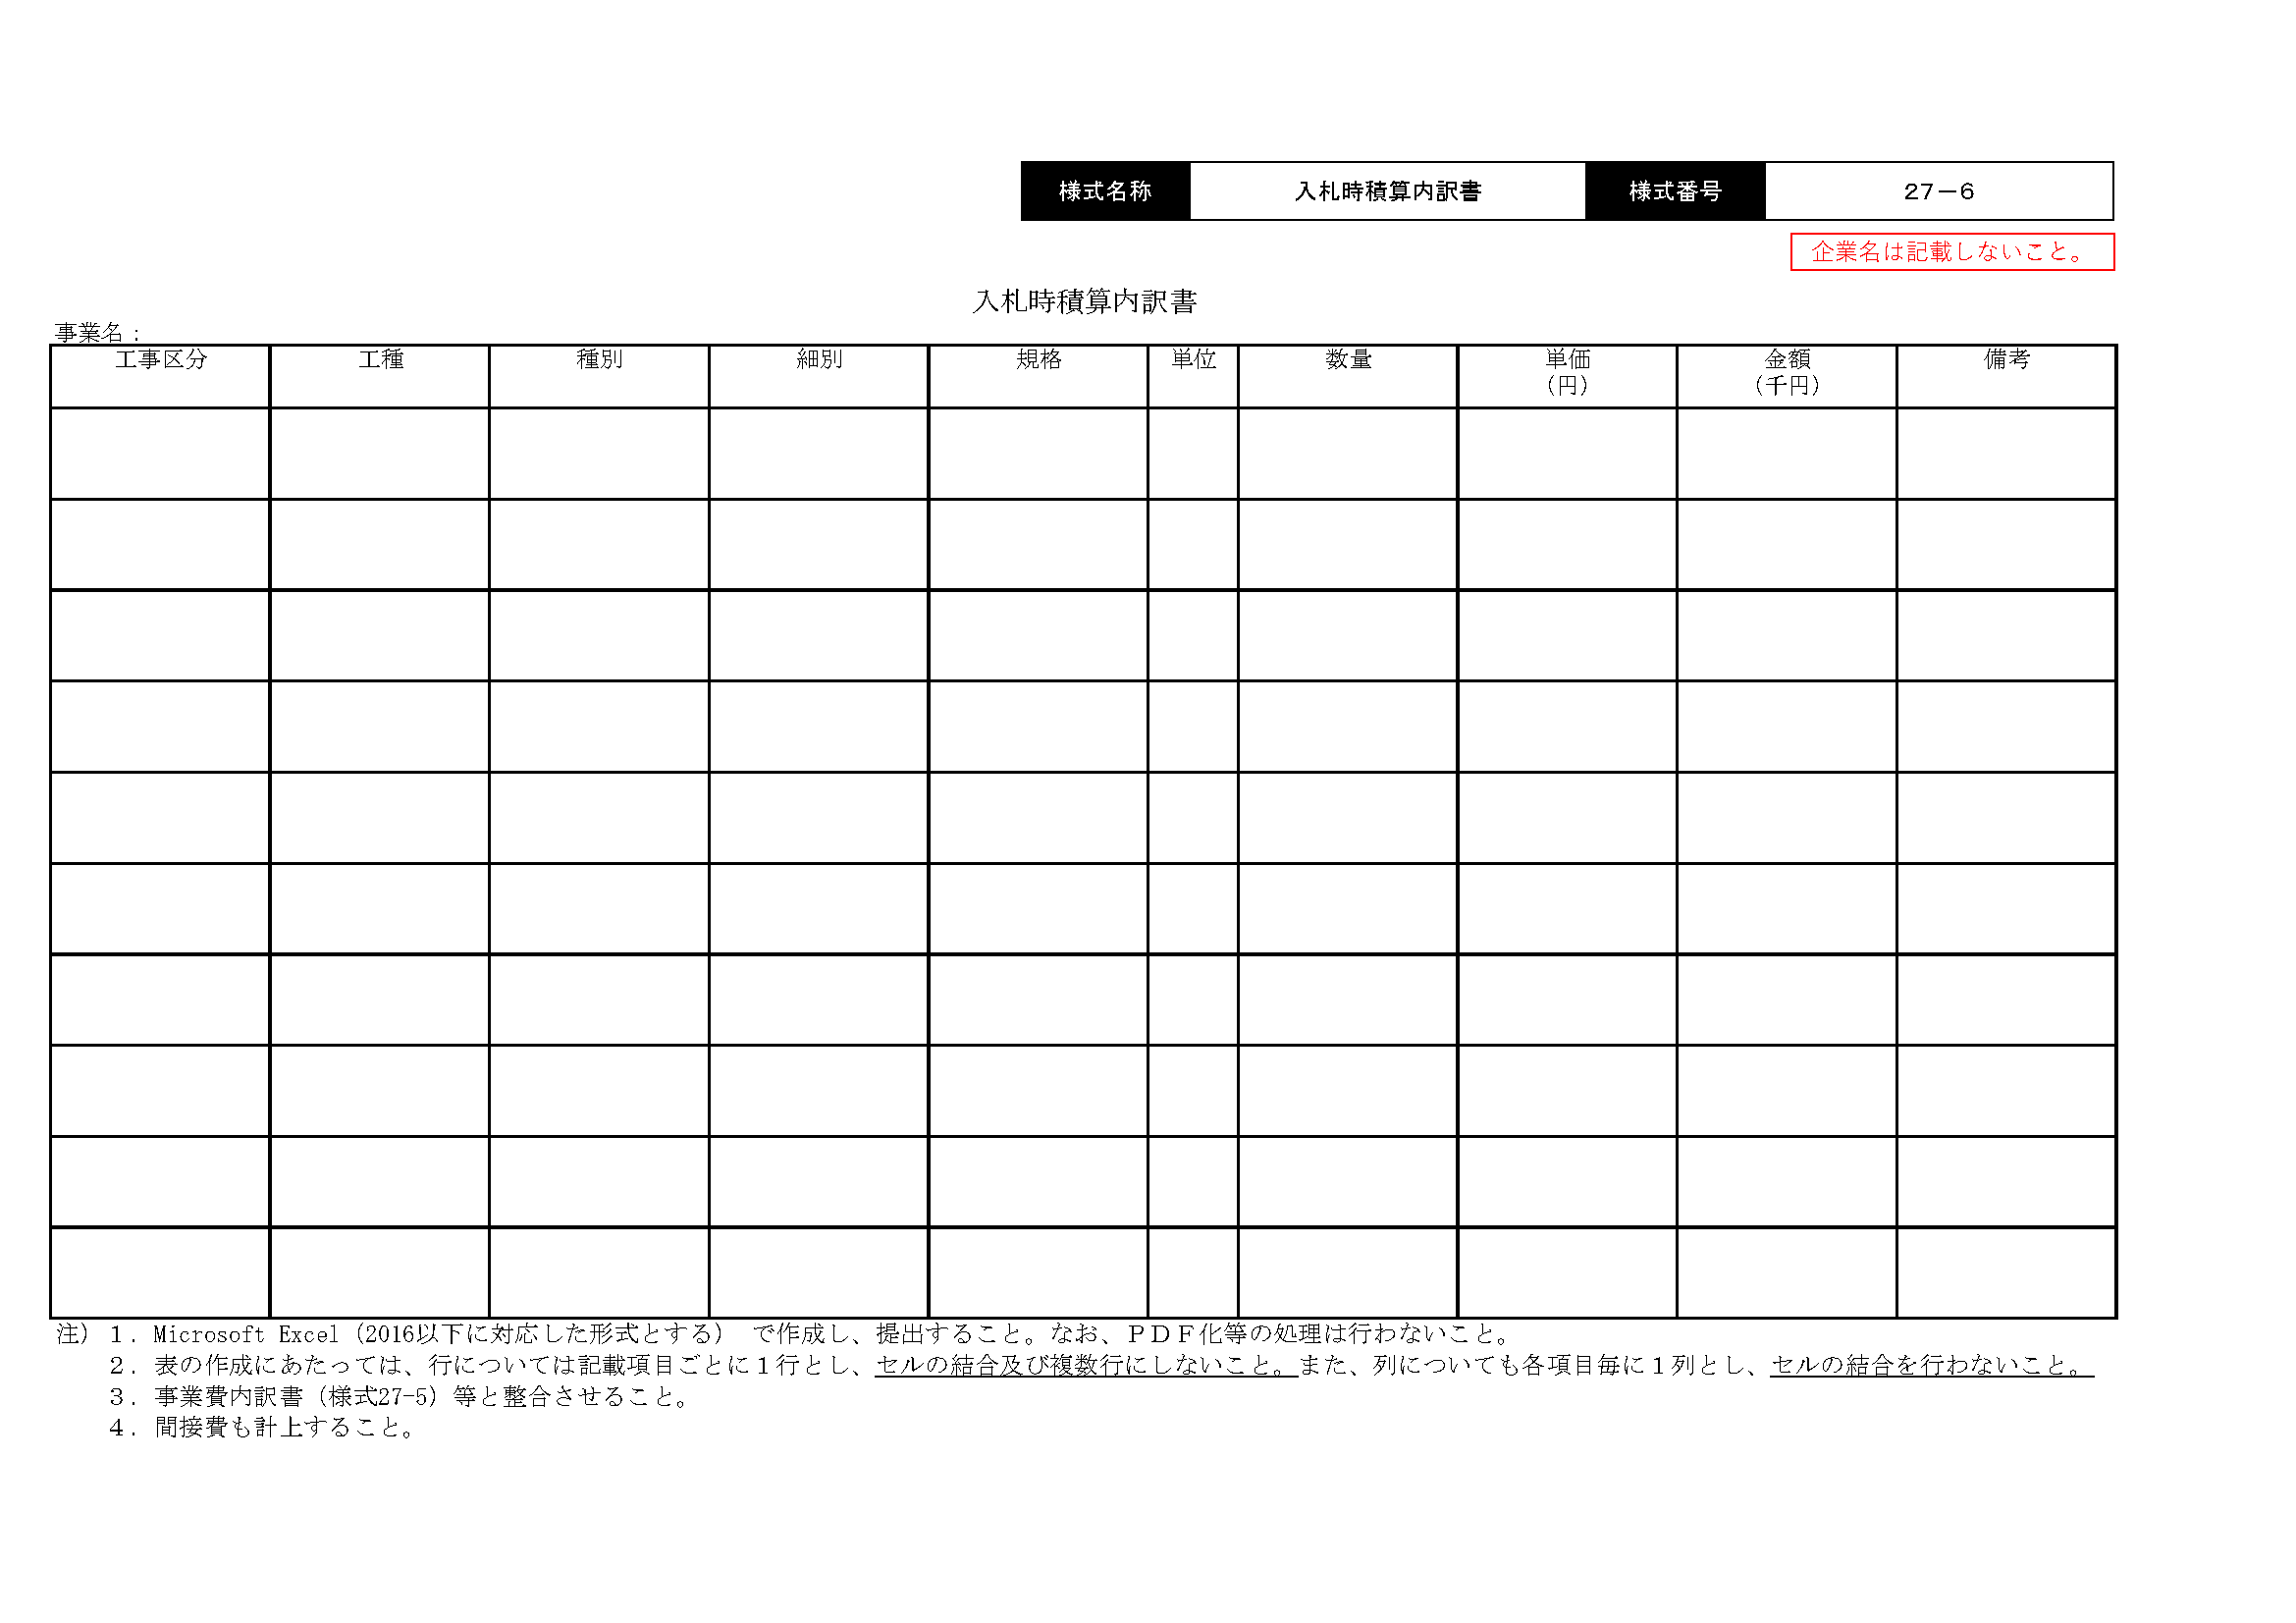 様式名称 入札時積算内訳書 様式番号 27－6
企業名は記載しないこと。
入札時積算内訳書
事業名：
工事区分 工種 種別 細別 規格 単位 数量 単価 金額 備考
（円） （千円）
注） １．Microsoft Excel（2016以下に対応した形式とする） で作成し、提出すること。なお、ＰＤＦ化等の処理は行わないこと。
２．表の作成にあたっては、行については記載項目ごとに１行とし、セルの結合及び複数行にしないこと。また、列についても各項目毎に１列とし、セルの結合を行わないこと。
３．事業費内訳書（様式27-5）等と整合させること。
４．間接費も計上すること。